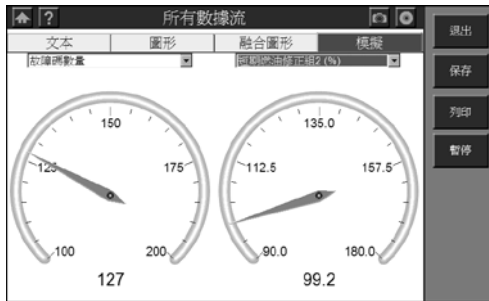 ?
所有數據流
退出
文本
圖形
融合圖形
模擬
故障碼數量
短期燃油修正組2 (%)
保存
列印
暫停
150
125
175
100
200
127
135.0
112.5
157.5
90.0
180.0
99.2